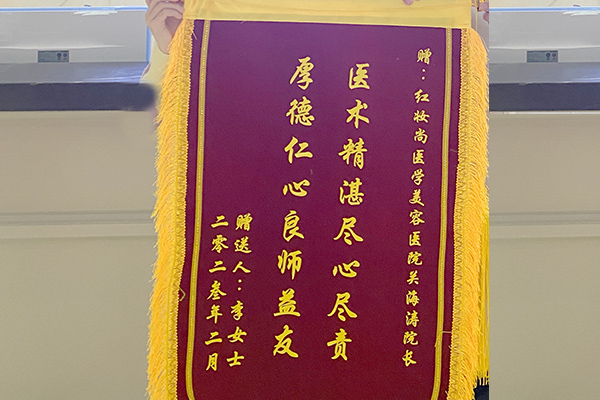 赠：红妆尚医学美容医院关海涛院长
医术精湛尽心尽责
厚德仁心良师益友
赠送人：李女士
二零二叁年二月